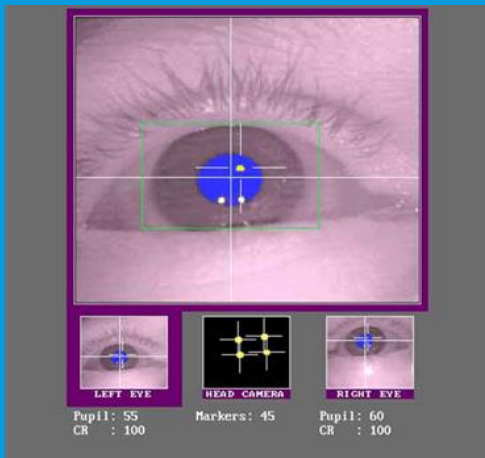 LEFT EYE
HEAD CAMERA
RIGHT EYE
Pupil: 55
CR    : 100
Markers: 45
Pupil: 60
CR    : 100